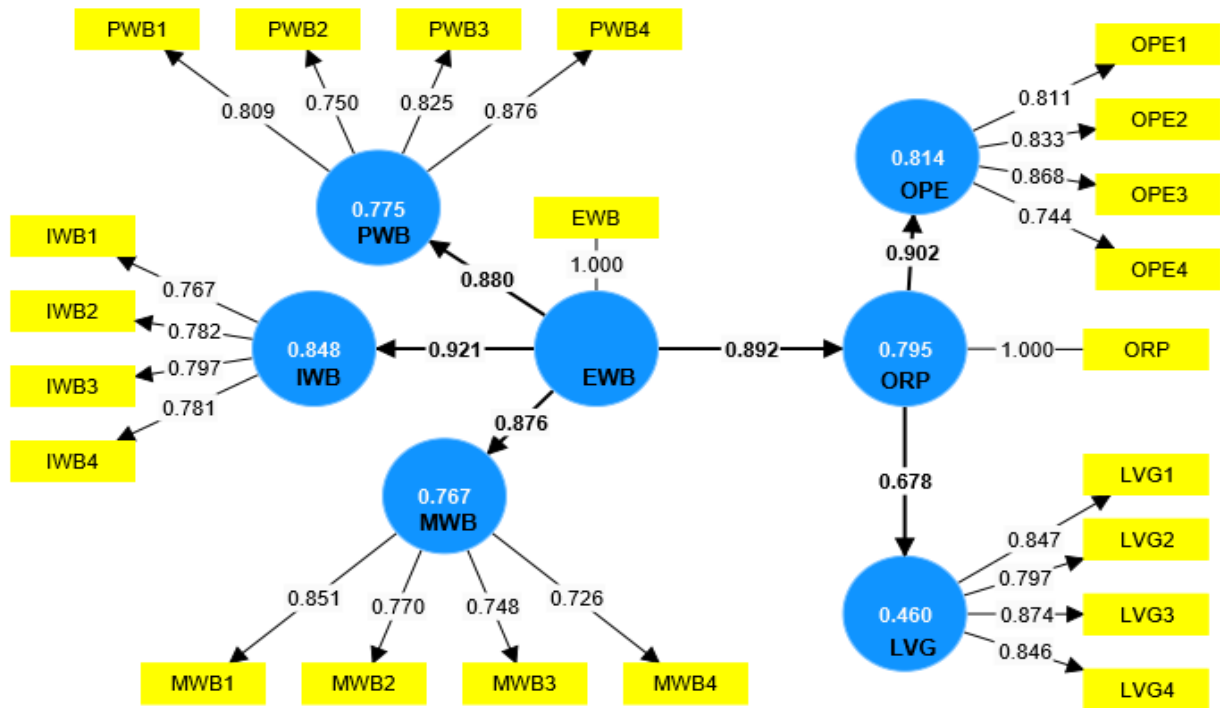 PWB1 PWB2 PWB3 PWB4
0.809 0.750 0.825 0.876
0.775
PWB
IWB1
IWB2
IWB3
IWB4
0.767
0.782
0.797
0.781
0.848
IWB
0.880
0.921
0.876
EWB
1.000
EWB
0.892
0.767
MWB
0.851 0.770 0.748 0.726
MWB1 MWB2 MWB3 MWB4
OPE1
OPE2
OPE3
OPE4
0.811
0.833
0.868
0.744
0.814
OPE
0.902
0.795
ORP
1.000
ORP
0.678
0.460
LVG
0.847
0.797
0.874
0.846
LVG1
LVG2
LVG3
LVG4